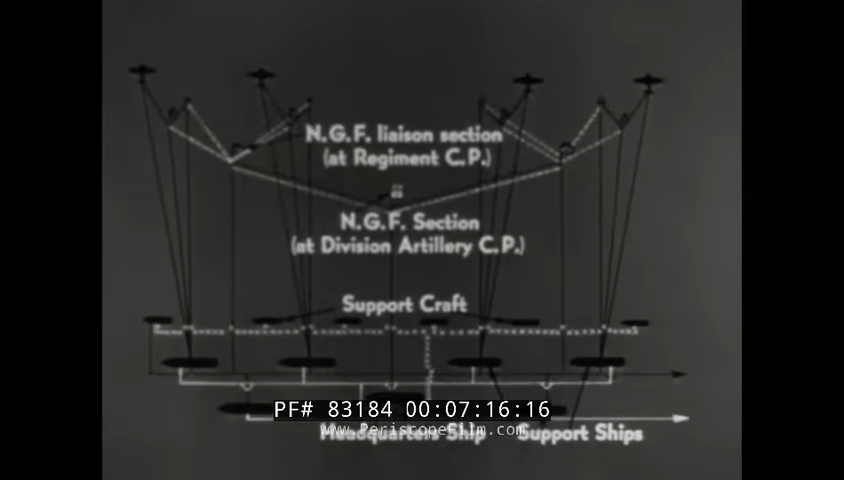 N.G.F. liaison section
(at Regiment C.P.)
N.G.F. Section
(at Division Artillery C.P.)
Support Craft
PF# 83184 00:07:16:16
www.PeriscopeFilm.com
Headquarters Ship
Support Ships